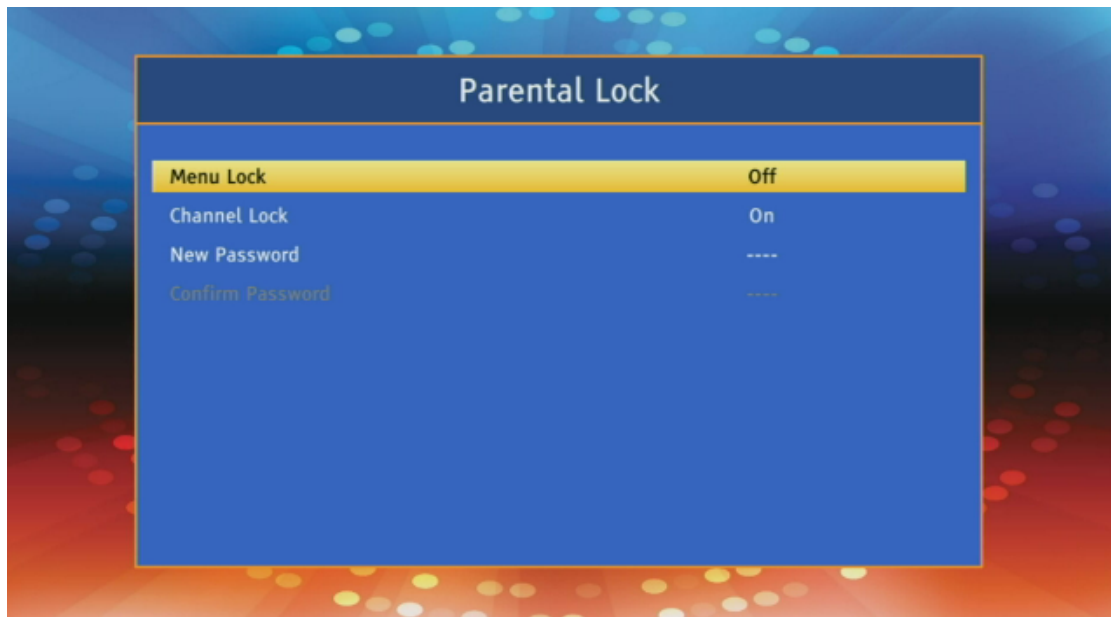 Parental Lock
Menu Lock Off
Channel Lock On
New Password ----
Confirm Password ----